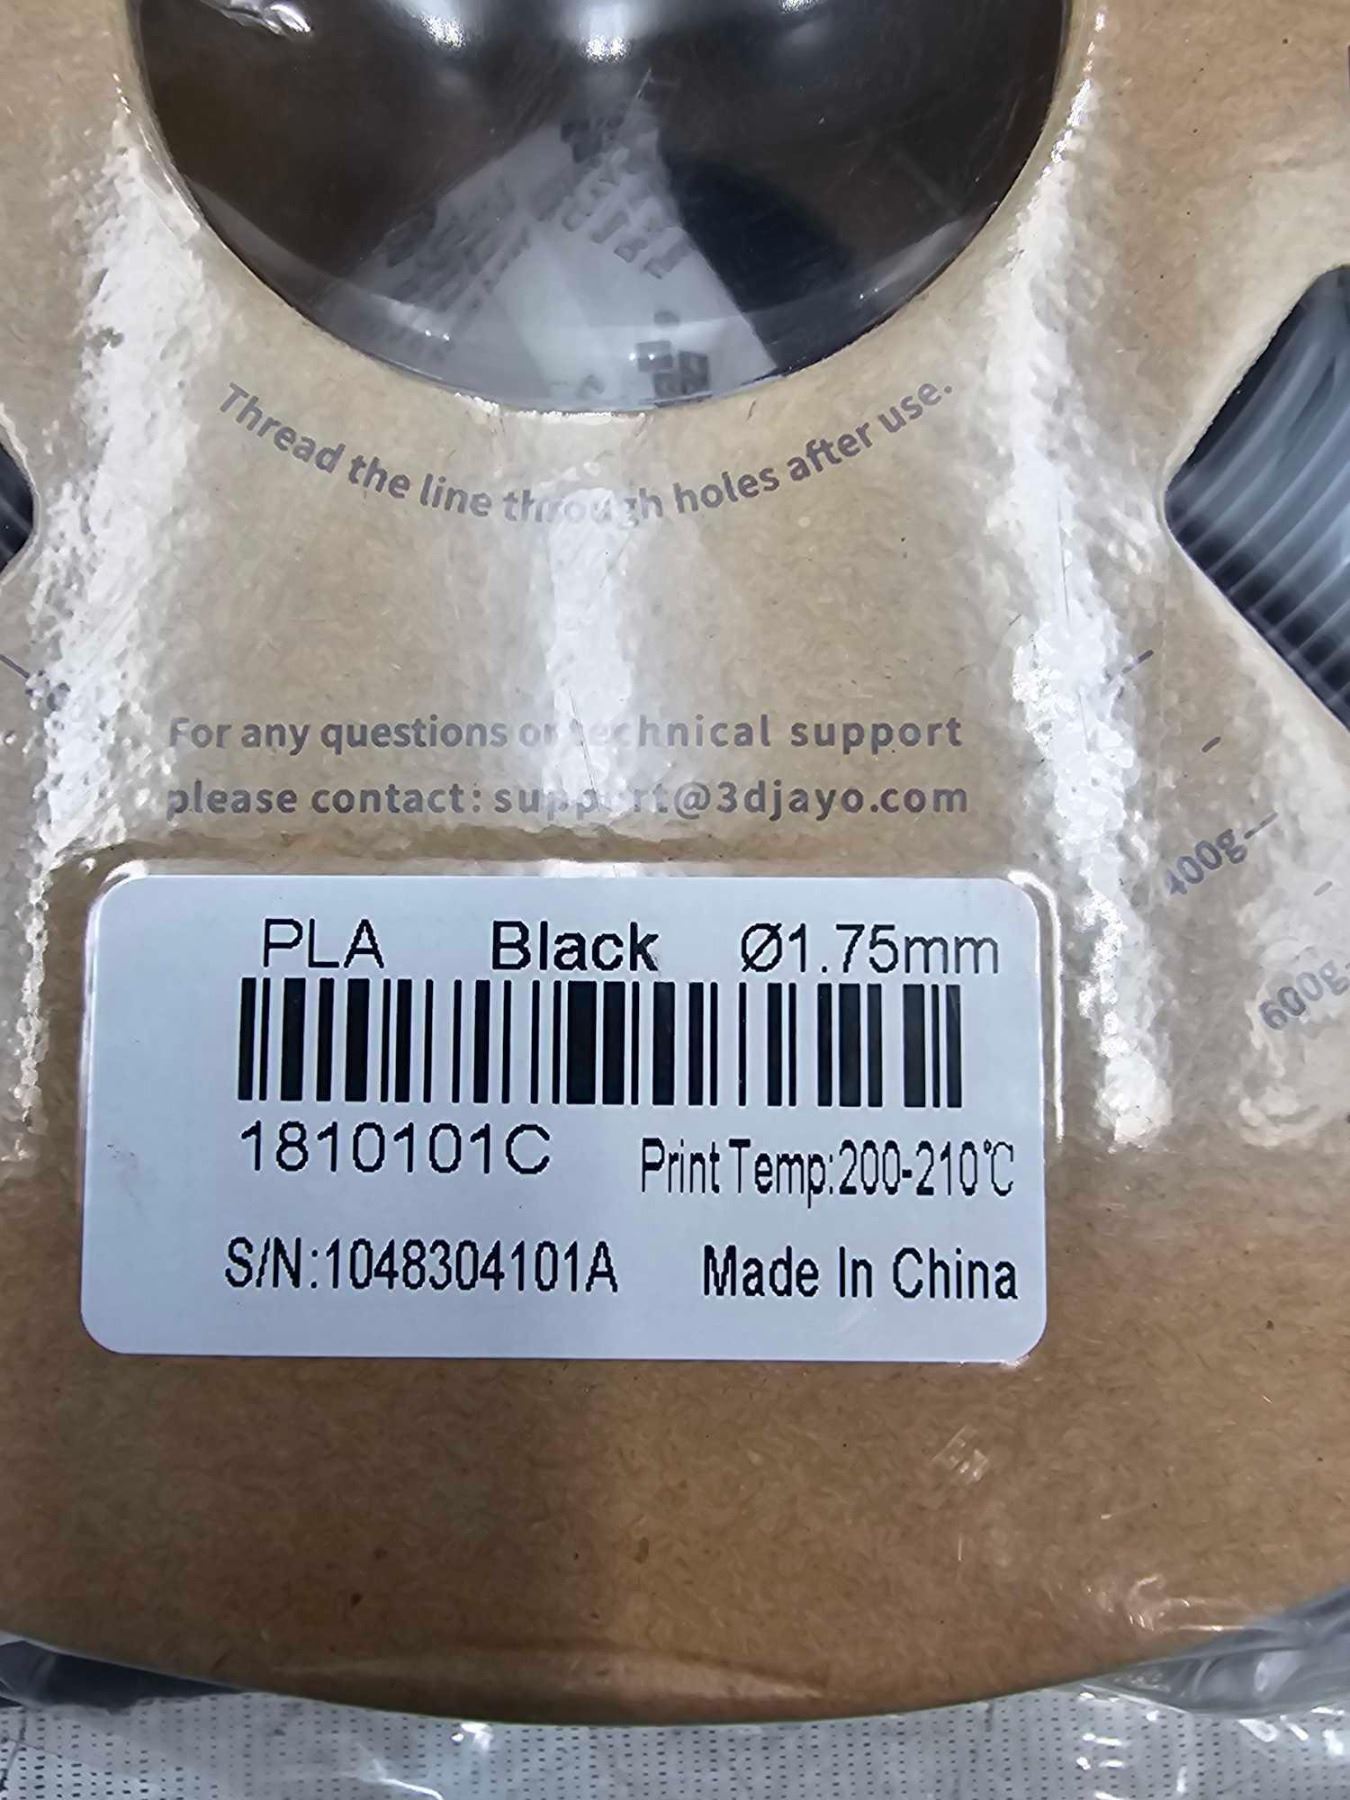 Thread the line through holes after use.
For any questions or technical support
please contact: support@3djayo.com
400g
600g
PLA Black Ø1.75mm
1810101C
Print Temp:200-210℃
S/N:1048304101A Made In China